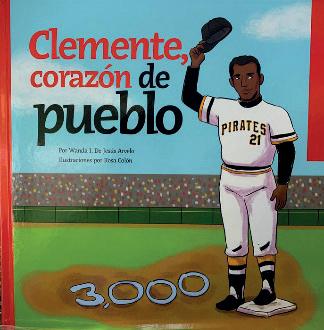 Clemente,
corazón de
pueblo
Por Wanda I. De Jesús Arvelo
Ilustraciones por Rosa Colón
PIRATES
21
3,000